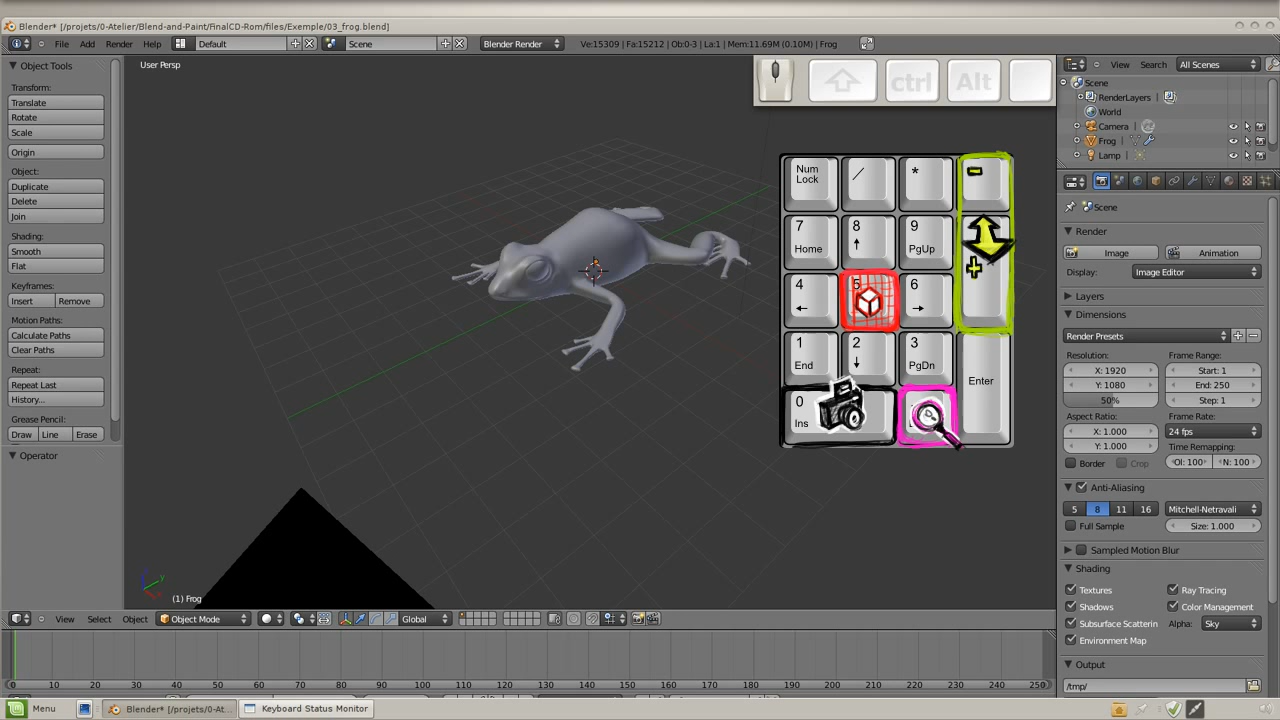 Blender* [/projets/0-Atelier/Blend-and-Paint/FinalCD-Rom/files/Exemple/03_frog.blend]
File Add Render Help Default Scene Blender Render Ve:15309 | Fa:15212 | Ob:0-3 | La:1 | Mem:11.69M (0.10M) | Frog
View Search All Scenes
Object Tools
Transform:
Translate
Rotate
Scale
Origin
Object:
Duplicate
Delete
Join
Shading:
Smooth
Flat
Keyframes:
Insert Remove
Motion Paths:
Calculate Paths
Clear Paths
Repeat:
Repeat Last
History...
Grease Pencil:
Draw Line Erase
Operator
User Persp
ctrl Alt
Num Lock / * -
7 Home 8 ↑ 9 PgUp +
4 ← 5 6 →
1 End 2 ↓ 3 PgDn Enter
0 Ins
(1) Frog
View Select Object Object Mode Global
0 10 20 30 40 50 60 70 80 90 100 110 120 130 140 150 160 170 180 190 200 210 220 230 240 250
Scene
RenderLayers |
World
Camera |
Frog |
Lamp |
Scene
Render
Image Animation
Display: Image Editor
Layers
Dimensions
Render Presets
Resolution: Frame Range:
X: 1920 Start: 1
Y: 1080 End: 250
50% Step: 1
Aspect Ratio: Frame Rate:
X: 1.000 24 fps
Y: 1.000 Time Remapping:
Border Crop Ol: 100 N: 100
Anti-Aliasing
5 8 11 16 Mitchell-Netravali
Full Sample Size: 1.000
Sampled Motion Blur
Shading
Textures Ray Tracing
Shadows Color Management
Subsurface Scatterin Alpha: Sky
Environment Map
Output
/tmp/
Menu Blender* [/projets/0-At... Keyboard Status Monitor